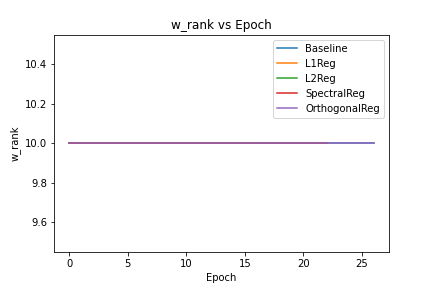 w_rank vs Epoch
Baseline
L1Reg
L2Reg
SpectralReg
OrthogonalReg
10.4
10.2
10.0
9.8
9.6
w_rank
0 5 10 15 20 25
Epoch